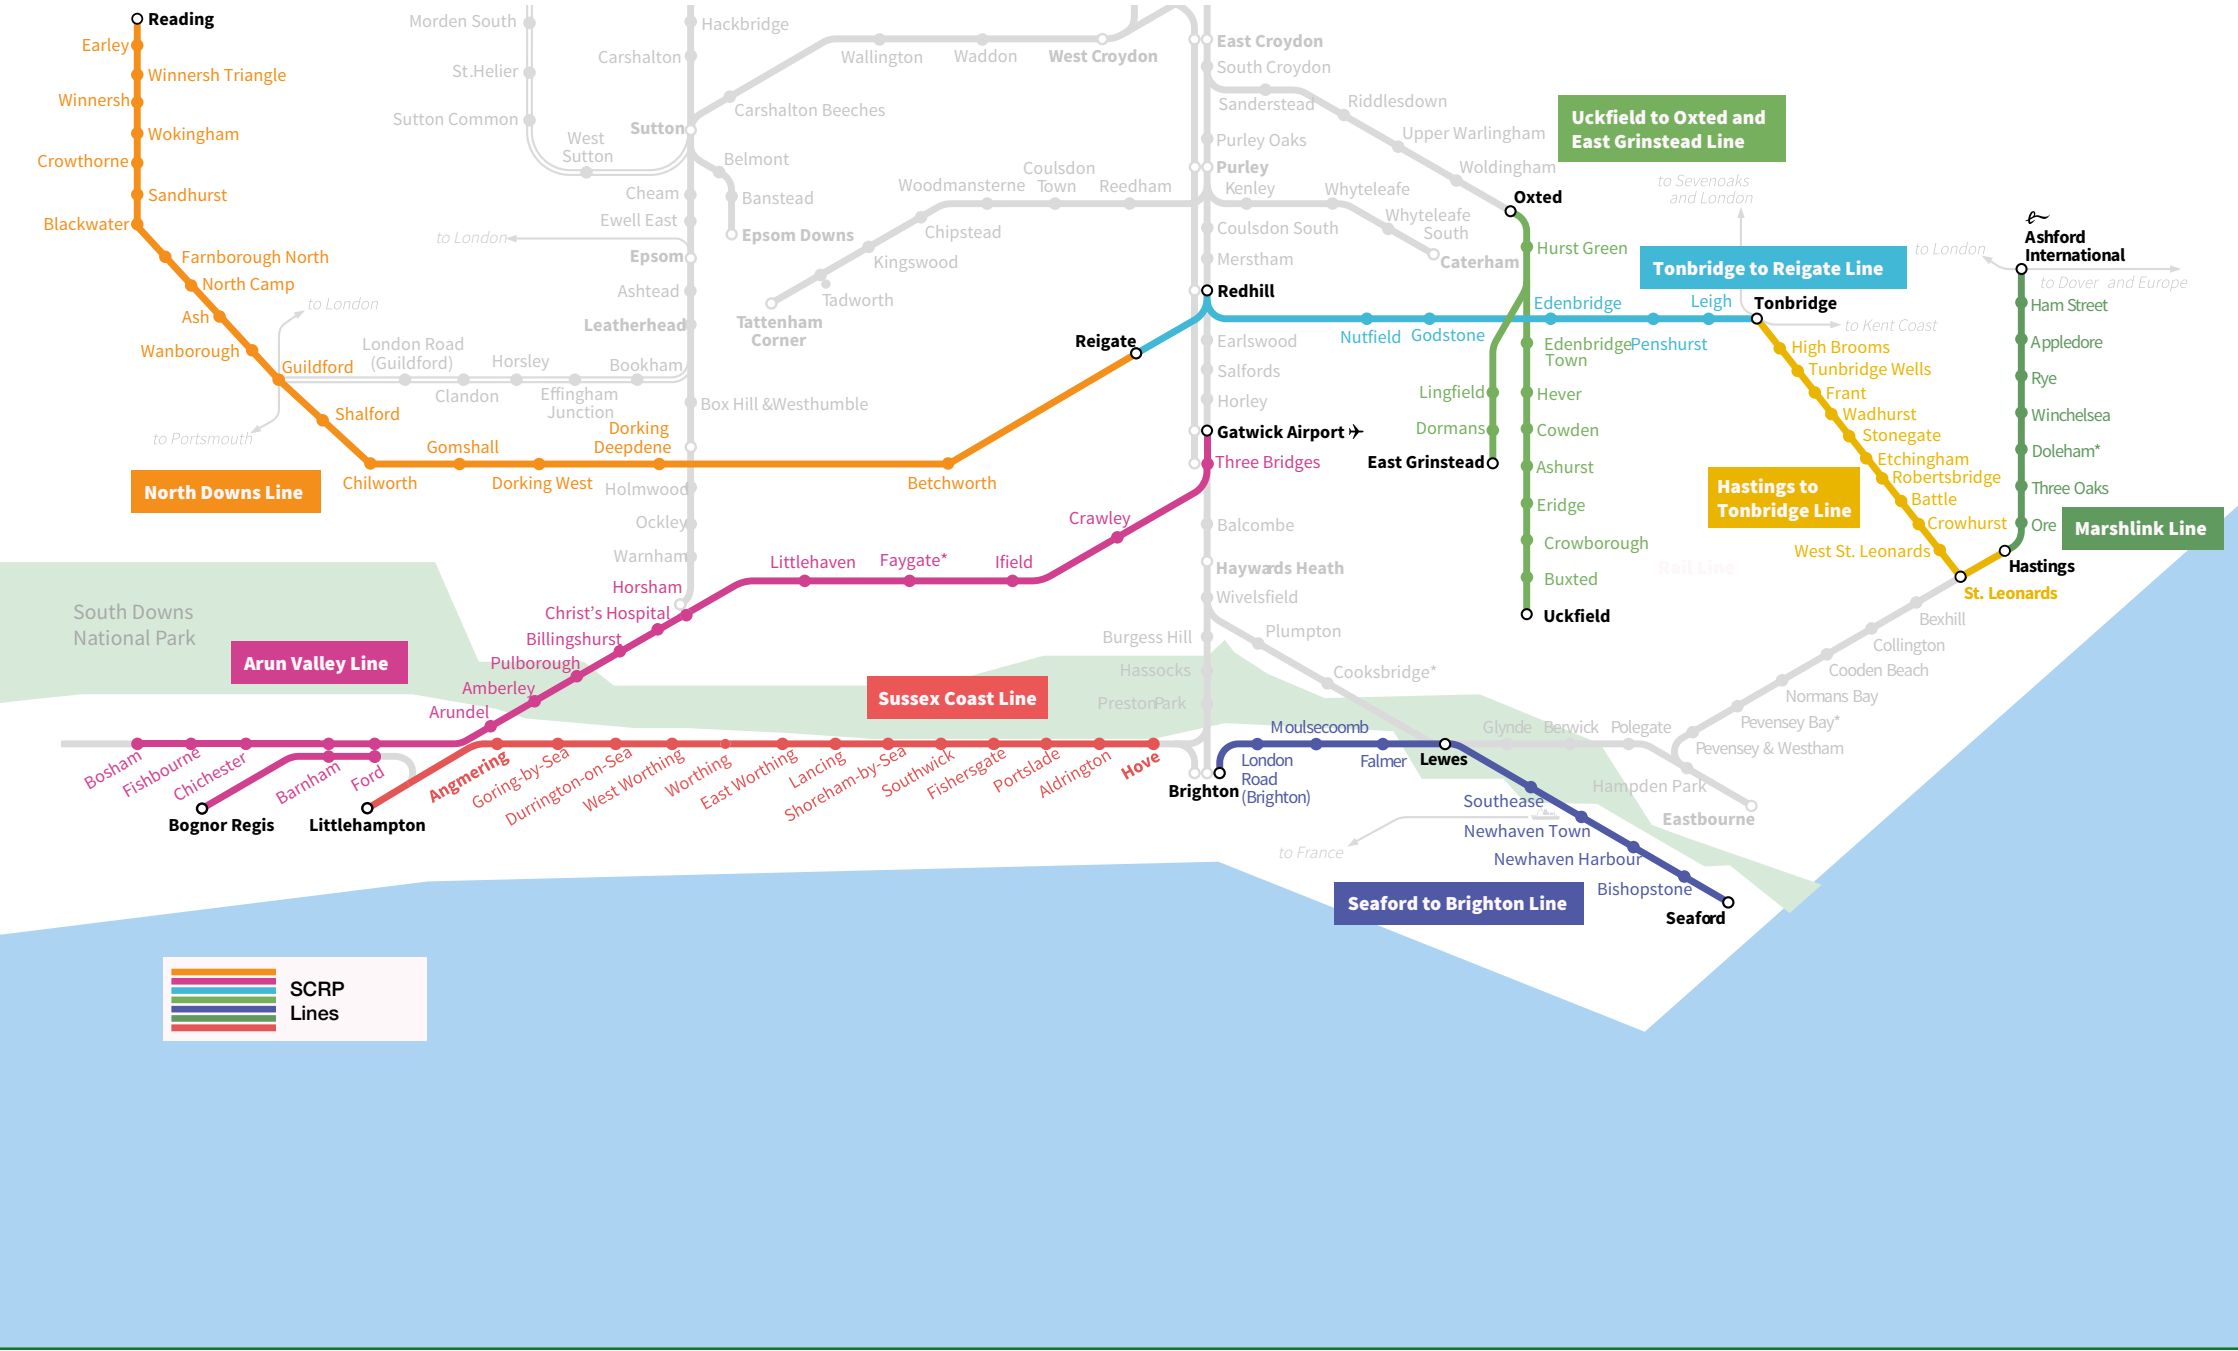 Reading
Earley
Winnersh Triangle
Winnersh
Wokingham
Crowthorne
Sandhurst
Blackwater
Farnborough North
North Camp
Ash
Wanborough
Guildford
Shalford
Chilworth
Gomshall
Dorking West
Dorking
Deepdene
Betchworth
Reigate
North Downs Line
to London
to Portsmouth
London Road
(Guildford)
Clandon
Horsley
Effingham
Junction
Bookham
Morden South
St.Helier
Sutton Common
West
Sutton
Hackbridge
Carshalton
Sutton
Cheam
Ewell East
to London
Epsom
Ashtead
Leatherhead
Box Hill &Westhumble
Holmwood
Ockley
Warnham
Wallington
Waddon
West Croydon
Carshalton Beeches
Belmont
Banstead
Epsom Downs
Woodmansterne
Coulsdon
Town
Reedham
Chipstead
Kingswood
Tadworth
Tattenham
Corner
East Croydon
South Croydon
Sanderstead
Riddlesdown
Upper Warlingham
Woldingham
Purley Oaks
Purley
Kenley
Whyteleafe
Whyteleafe
South
Caterham
Coulsdon South
Merstham
Redhill
Earlswood
Salfords
Horley
Gatwick Airport
Three Bridges
Balcombe
Haywards Heath
Wivelsfield
Burgess Hill
Hassocks
PrestonPark
Plumpton
Cooksbridge*
Uckfield to Oxted and
East Grinstead Line
Oxted
Hurst Green
Edenbridge
Town
Lingfield
Dormans
East Grinstead
Hever
Cowden
Ashurst
Eridge
Crowborough
Buxted
Uckfield
to Sevenoaks
and London
Tonbridge to Reigate Line
Nutfield
Godstone
Edenbridge
Penshurst
Leigh
Tonbridge
to Kent Coast
High Brooms
Tunbridge Wells
Frant
Wadhurst
Stonegate
Etchingham
Robertsbridge
Battle
Crowhurst
West St. Leonards
St. Leonards
Hastings to
Tonbridge Line
Rail Line
to London
Ashford
International
to Dover and Europe
Ham Street
Appledore
Rye
Winchelsea
Doleham*
Three Oaks
Ore
Marshlink Line
Hastings
Bexhill
Collington
Cooden Beach
Normans Bay
Pevensey Bay*
Pevensey & Westham
Hampden Park
Eastbourne
Glynde
Berwick
Polegate
South Downs
National Park
Arun Valley Line
Crawley
Ifield
Faygate*
Littlehaven
Horsham
Christ's Hospital
Billingshurst
Pulborough
Amberley
Arundel
Bosham
Fishbourne
Chichester
Barnham
Ford
Bognor Regis
Littlehampton
Sussex Coast Line
Angmering
Goring-by-Sea
Durrington-on-Sea
West Worthing
Worthing
East Worthing
Lancing
Shoreham-by-Sea
Southwick
Fishersgate
Portslade
Aldrington
Hove
Brighton
London
Road
(Brighton)
Moulsecoomb
Falmer
Lewes
Southease
Newhaven Town
Newhaven Harbour
Bishopstone
Seaford
to France
Seaford to Brighton Line
SCRP
Lines